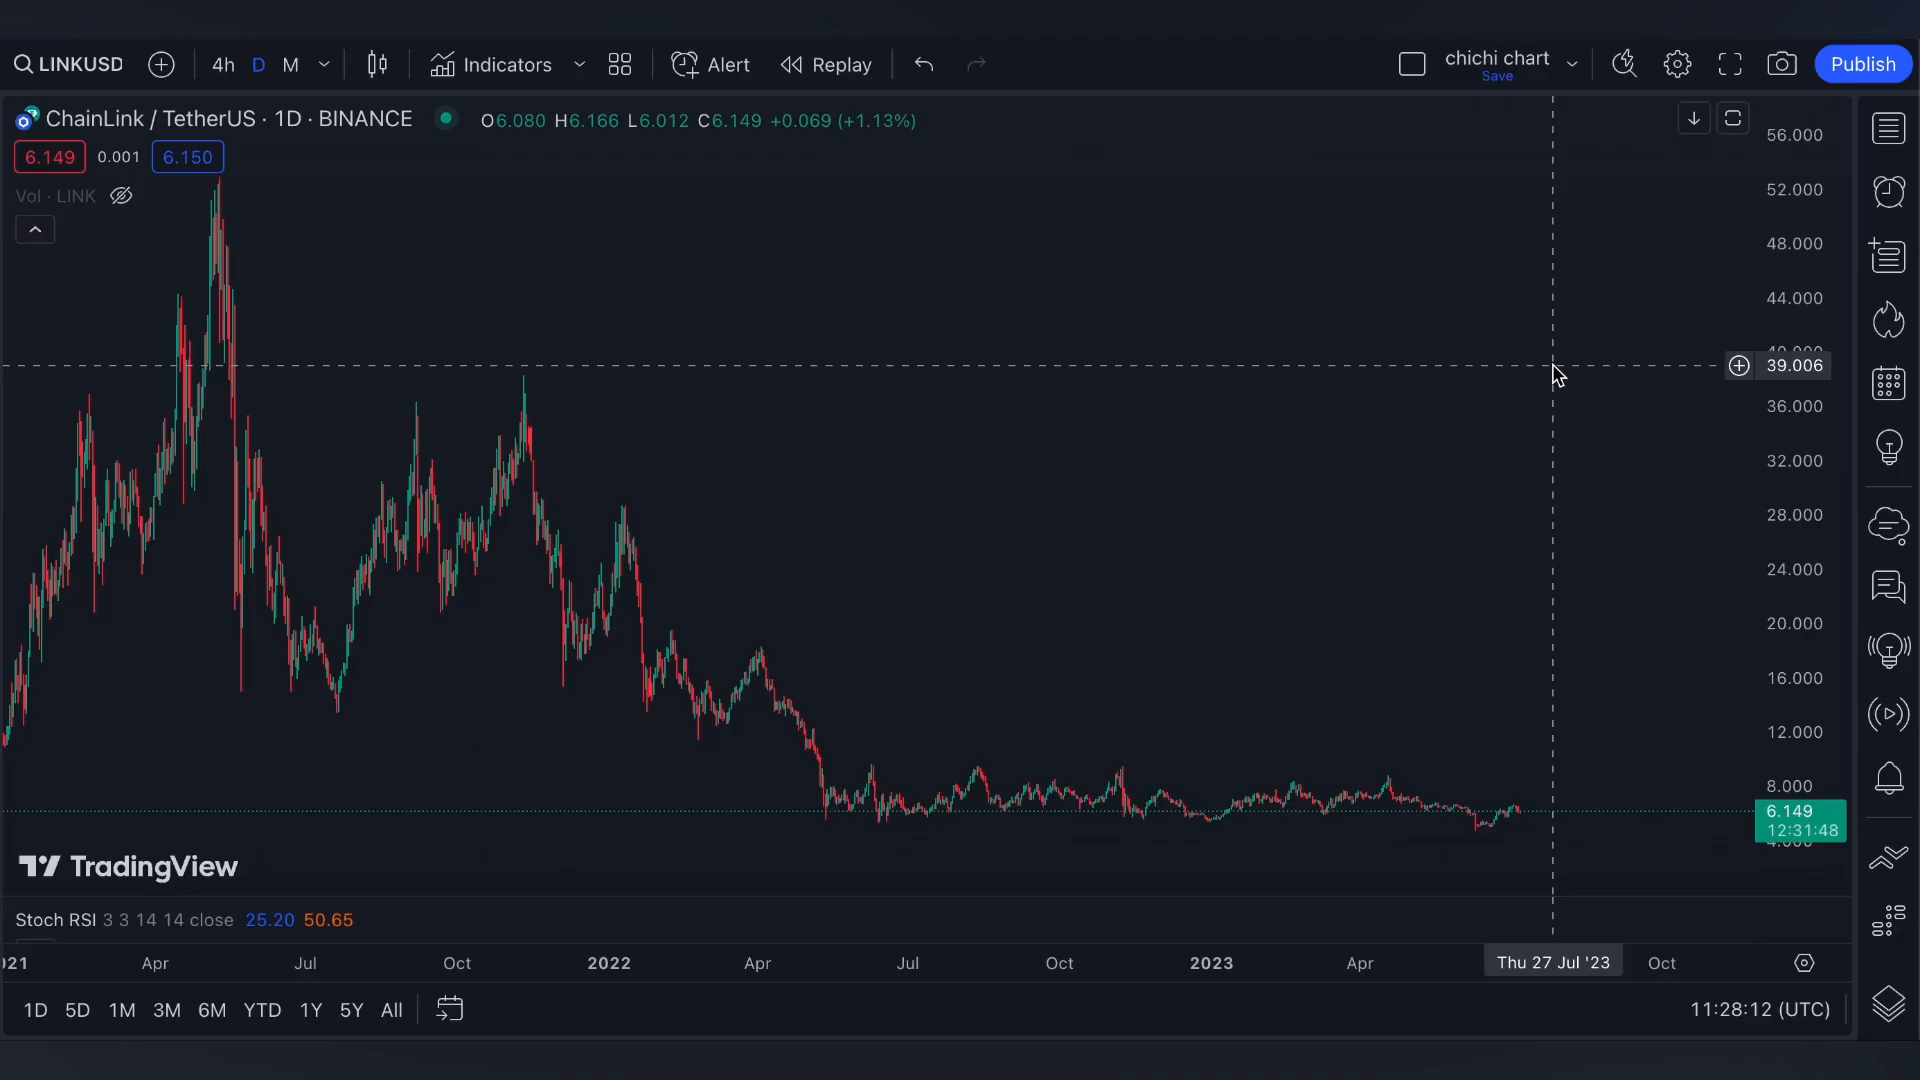 LINKUSD 4h D M Indicators Alert Replay chichi chart Publish
Save
ChainLink / TetherUS · 1D · BINANCE O6.080 H6.166 L6.012 C6.149 +0.069 (+1.13%)
6.149 0.001 6.150
Vol · LINK
56.000
52.000
48.000
44.000
39.006
36.000
32.000
28.000
24.000
20.000
16.000
12.000
8.000
6.149
12:31:48
4.000
TradingView
Stoch RSI 3 3 14 14 close 25.20 50.65
021 Apr Jul Oct 2022 Apr Jul Oct 2023 Apr Thu 27 Jul '23 Oct
1D 5D 1M 3M 6M YTD 1Y 5Y All 11:28:12 (UTC)